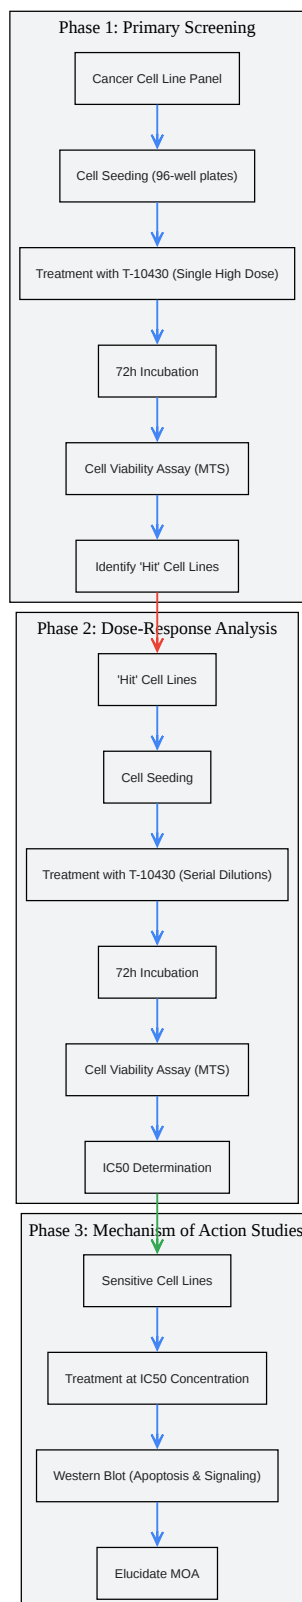 Phase 1: Primary Screening
Cancer Cell Line Panel
Cell Seeding (96-well plates)
Treatment with T-10430 (Single High Dose)
72h Incubation
Cell Viability Assay (MTS)
Identify 'Hit' Cell Lines
Phase 2: Dose-Response Analysis
'Hit' Cell Lines
Cell Seeding
Treatment with T-10430 (Serial Dilutions)
72h Incubation
Cell Viability Assay (MTS)
IC50 Determination
Phase 3: Mechanism of Action Studies
Sensitive Cell Lines
Treatment at IC50 Concentration
Western Blot (Apoptosis & Signaling)
Elucidate MOA